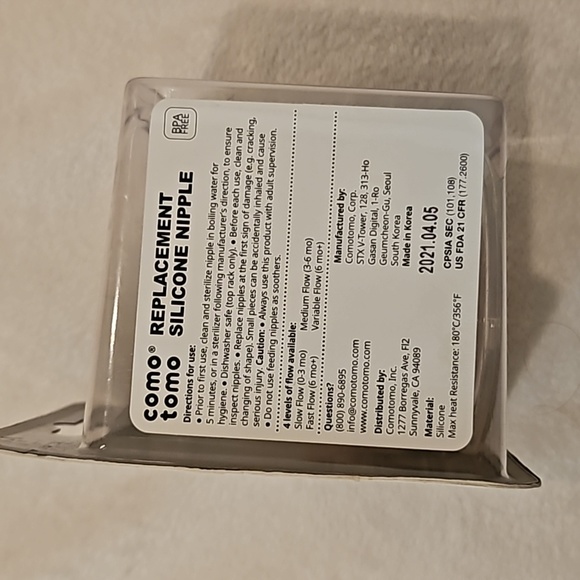 como® REPLACEMENT
tomo SILICONE NIPPLE
BPA
FREE
Directions for use:
• Prior to first use, clean and sterilize nipple in boiling water for
5 minutes, or in a sterilizer following manufacturer's direction, to ensure
hygiene. • Dishwasher safe (top rack only). • Before each use, clean and
inspect nipples. • Replace nipples at the first sign of damage (e.g. cracking,
changing of shape). Small pieces can be accidentally inhaled and cause
serious injury. Caution: • Always use this product with adult supervision.
• Do not use feeding nipples as soothers.
4 levels of flow available:
Slow Flow (0-3 mo) Medium Flow (3-6 mo)
Fast Flow (6 mo+) Variable Flow (6 mo+)
Questions?
(800) 890-6895
info@comotomo.com
www.comotomo.com
Distributed by:
Comotomo, Inc.
1277 Borregas Ave, Fl2
Sunnyvale, CA 94089
Material:
Silicone
Max heat Resistance: 180°C/356°F
Manufactured by:
Comotomo, Corp.
STX V-Tower, 128, 313-Ho
Gasan Digital, 1-Ro
Geumcheon-Gu, Seoul
South Korea
Made in Korea
2021.04.05
CPSIA SEC (101,108)
US FDA 21 CFR (177,2600)